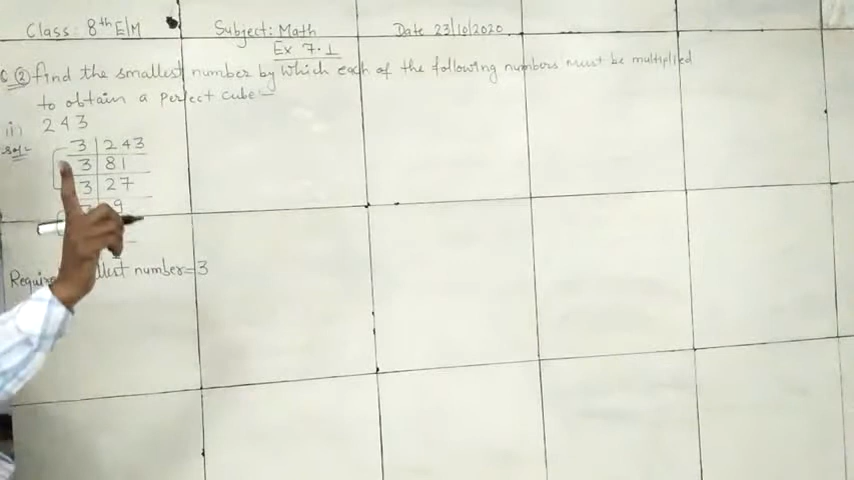 Class: 8th E/M Subject: Math Date 23/10/2020
Ex 7.1
Q ② find the smallest number by which each of the following numbers must be multiplied
to obtain a perfect cube-
(i) 243
Sol:-
3 | 243
3 | 81
3 | 27
9
number=3